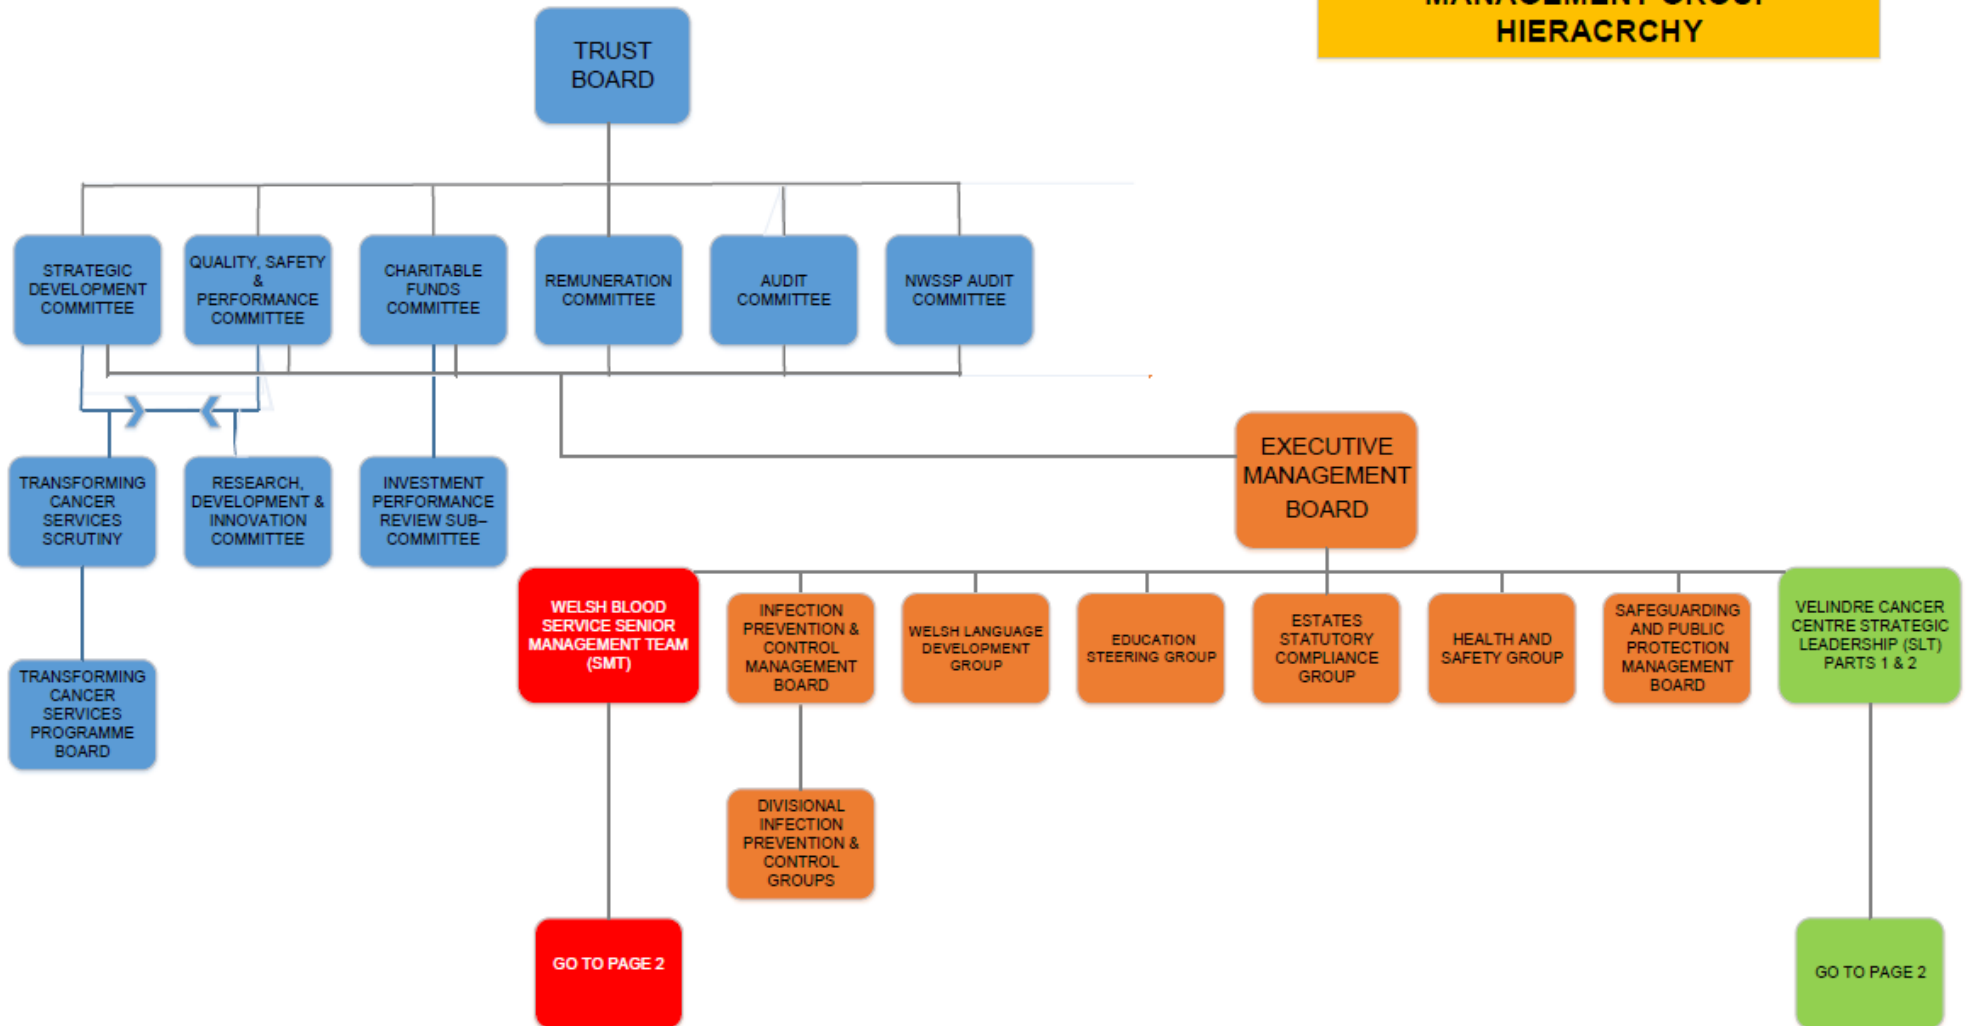 MANAGEMENT GROUP
HIERACRCHY
TRUST
BOARD
STRATEGIC
DEVELOPMENT
COMMITTEE
QUALITY, SAFETY
&
PERFORMANCE
COMMITTEE
CHARITABLE
FUNDS
COMMITTEE
REMUNERATION
COMMITTEE
AUDIT
COMMITTEE
NWSSP AUDIT
COMMITTEE
EXECUTIVE
MANAGEMENT
BOARD
TRANSFORMING
CANCER
SERVICES
SCRUTINY
RESEARCH,
DEVELOPMENT &
INNOVATION
COMMITTEE
INVESTMENT
PERFORMANCE
REVIEW SUB–
COMMITTEE
TRANSFORMING
CANCER
SERVICES
PROGRAMME
BOARD
WELSH BLOOD
SERVICE SENIOR
MANAGEMENT TEAM
(SMT)
INFECTION
PREVENTION &
CONTROL
MANAGEMENT
BOARD
WELSH LANGUAGE
DEVELOPMENT
GROUP
EDUCATION
STEERING GROUP
ESTATES
STATUTORY
COMPLIANCE
GROUP
HEALTH AND
SAFETY GROUP
SAFEGUARDING
AND PUBLIC
PROTECTION
MANAGEMENT
BOARD
VELINDRE CANCER
CENTRE STRATEGIC
LEADERSHIP (SLT)
PARTS 1 & 2
DIVISIONAL
INFECTION
PREVENTION &
CONTROL
GROUPS
GO TO PAGE 2
GO TO PAGE 2